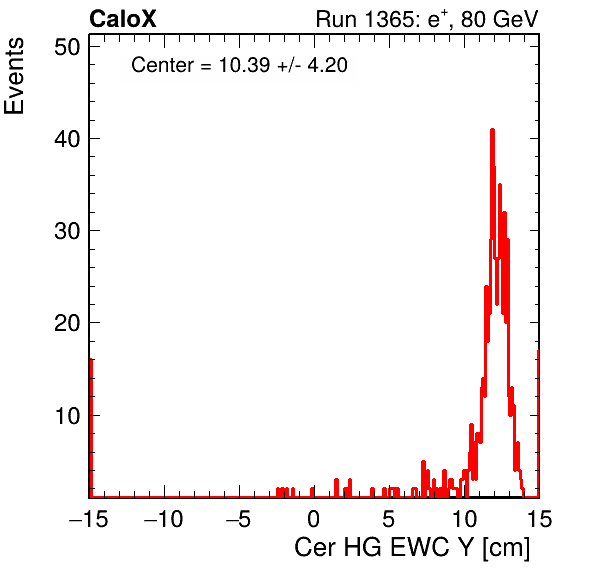 CaloX Run 1365: e⁺, 80 GeV
Center = 10.39 +/- 4.20
Events
50
40
30
20
10
−15 −10 −5 0 5 10 15
Cer HG EWC Y [cm]